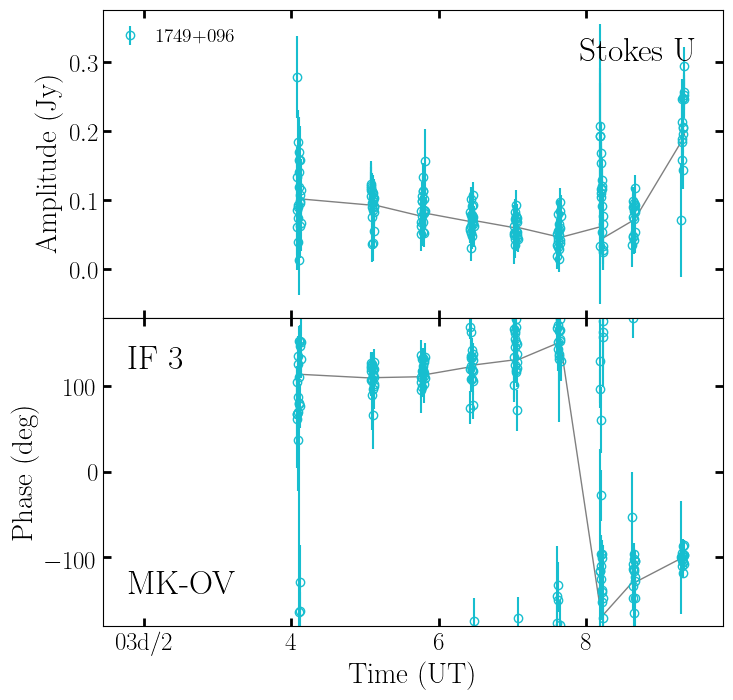 1749+096
Stokes U
Amplitude (Jy)
0.3
0.2
0.1
0.0
IF 3
MK-OV
Phase (deg)
100
0
−100
03d/2 4 6 8
Time (UT)